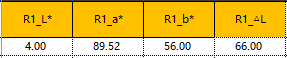 R1_L* R1_a* R1_b* R1_△L
4.00 89.52 56.00 66.00